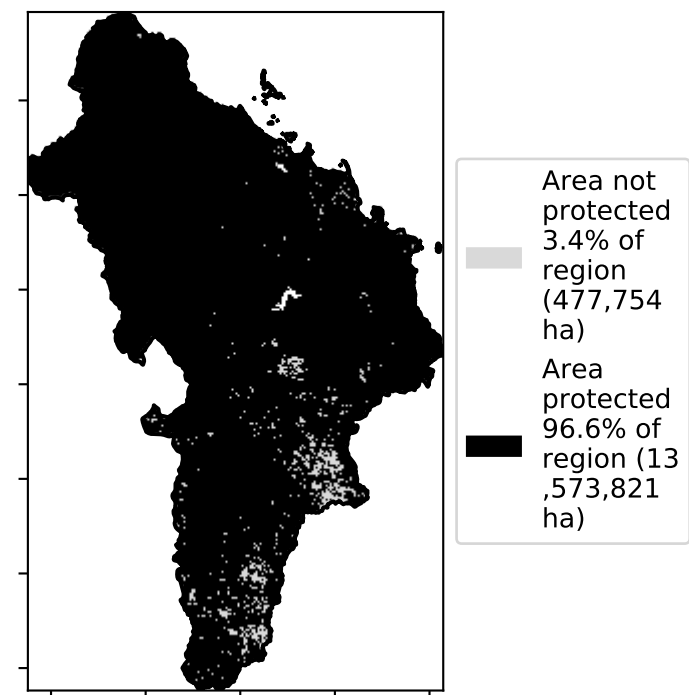 Area not
protected
3.4% of
region
(477,754
ha)
Area
protected
96.6% of
region (13
,573,821
ha)